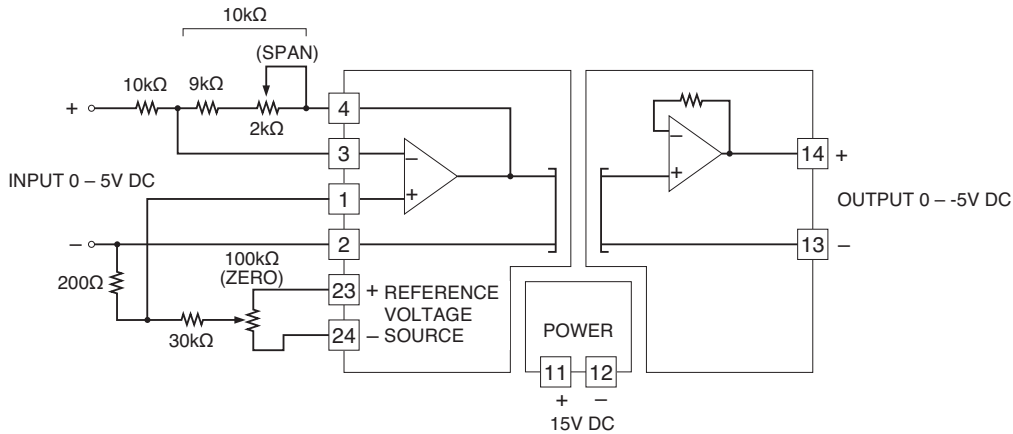 10kΩ
(SPAN)
10kΩ
9kΩ
2kΩ
+
4
3
1
2
23
24
−
+
−
+
14
+
13
−
INPUT 0 – 5V DC
OUTPUT 0 – -5V DC
−
200Ω
100kΩ
(ZERO)
30kΩ
+ REFERENCE
VOLTAGE
− SOURCE
POWER
11
12
+
−
15V DC